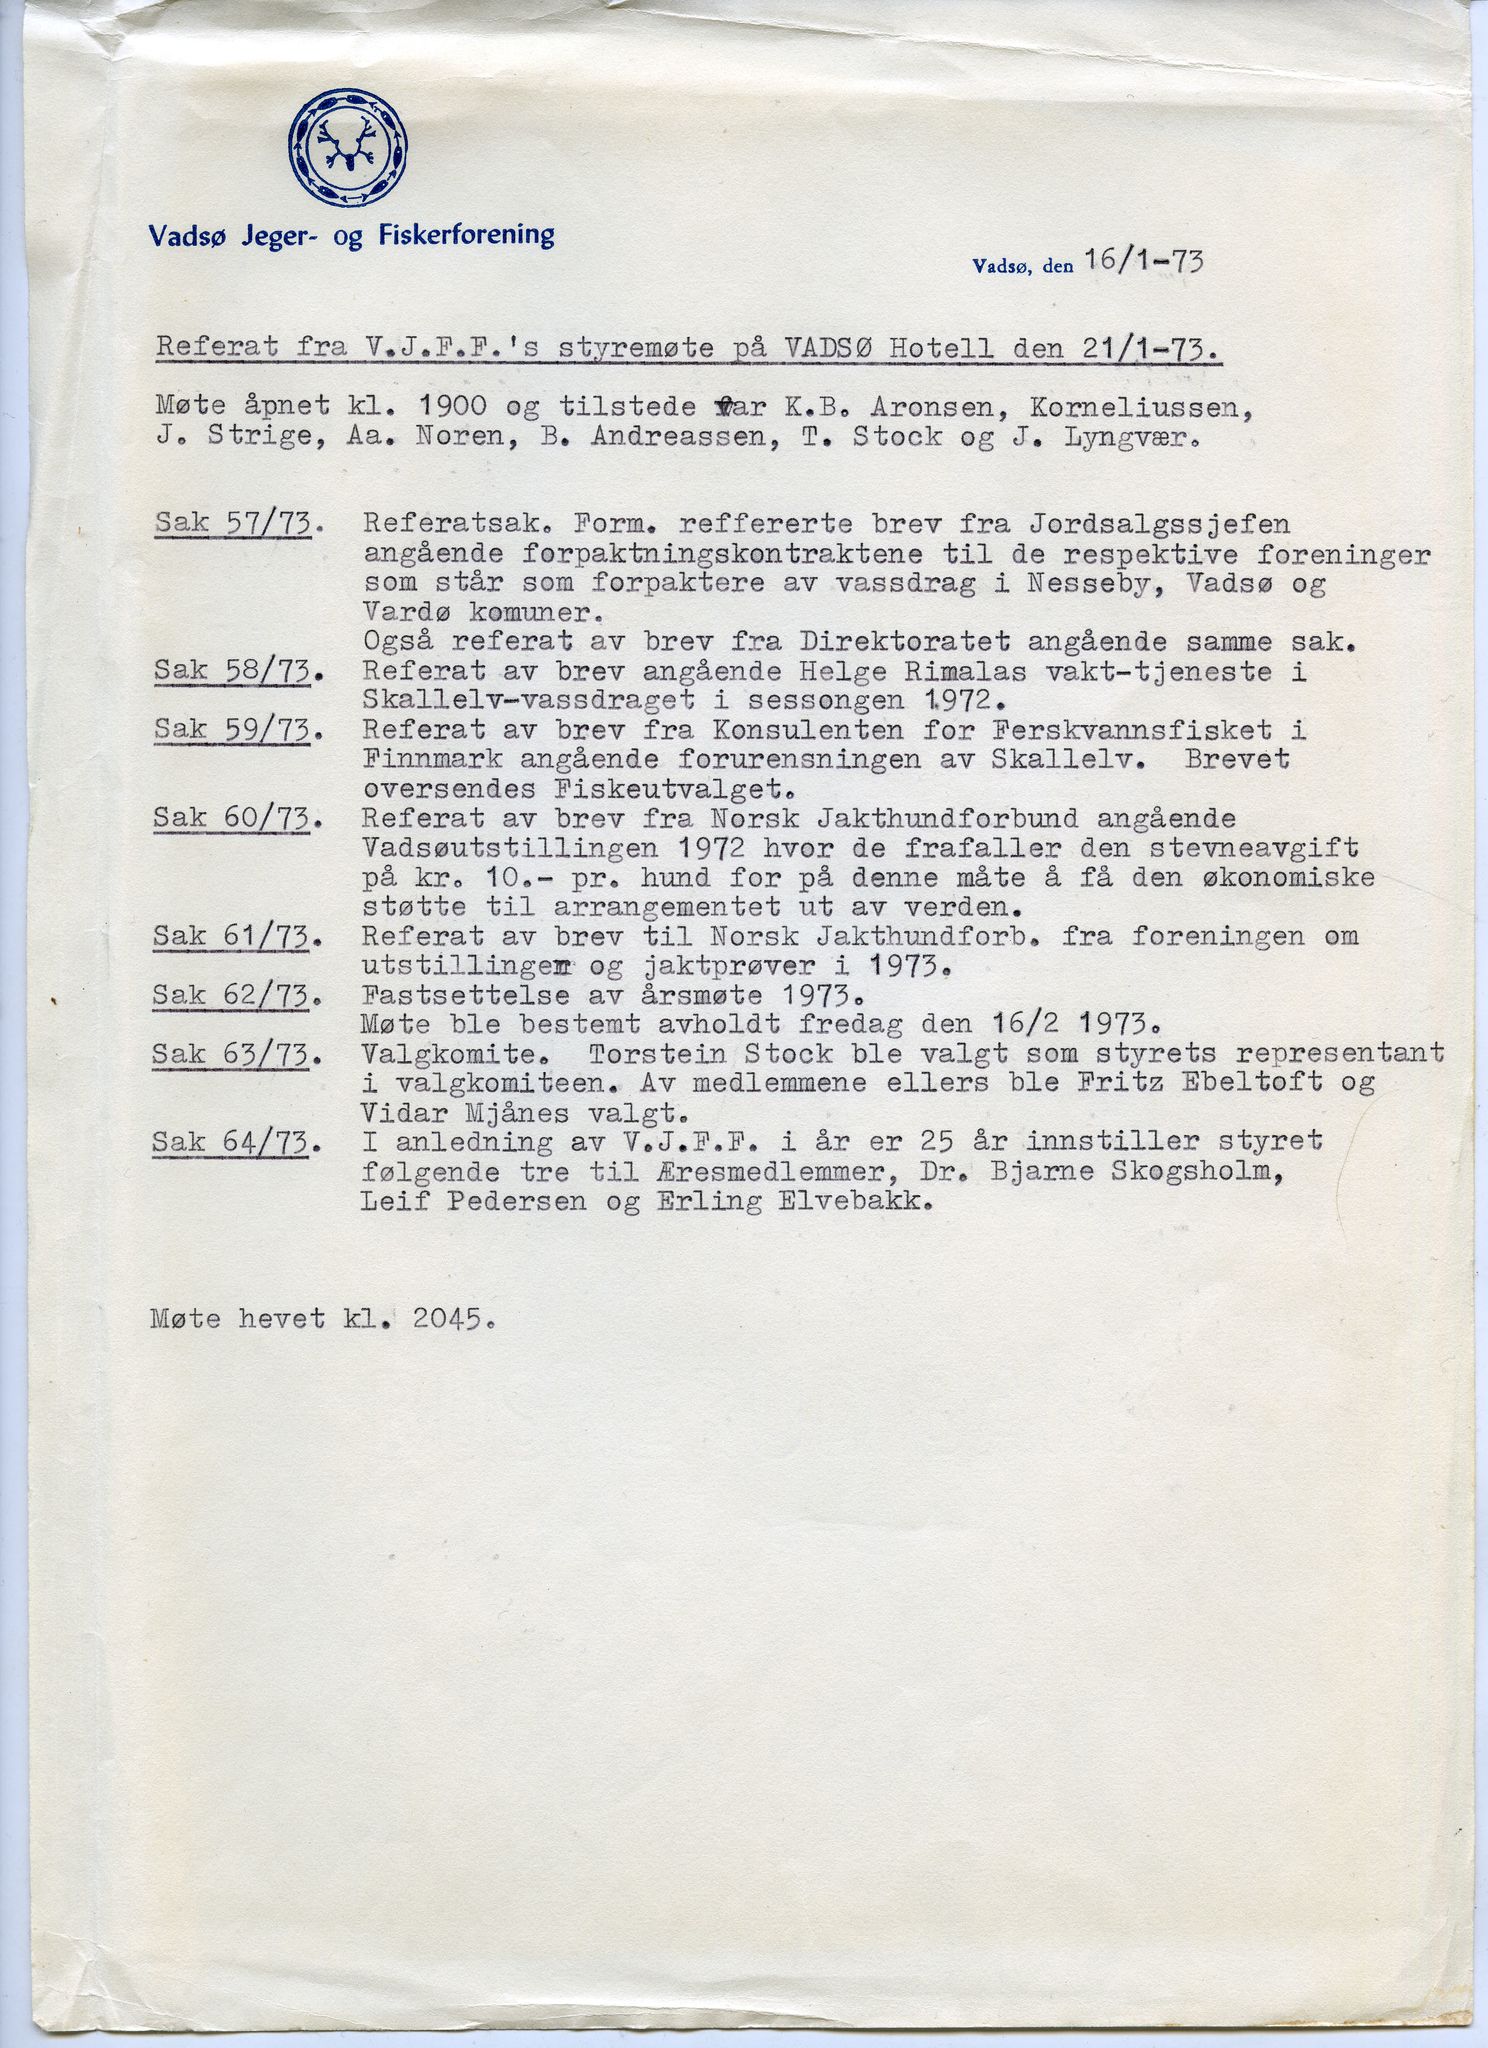 Vadsø Jeger- og Fiskerforening
Vadsø, den 16/1-73
Referat fra V.J.F.F.'s styremøte på VADSØ Hotell den 21/1-73.
Møte åpnet kl. 1900 og tilstede var K.B. Aronsen, Korneliussen,
J. Strige, Aa. Noren, B. Andreassen, T. Stock og J. Lyngvær.
Sak 57/73. Referatsak. Form. reffererte brev fra Jordsalgssjefen
angående forpaktningskontraktene til de respektive foreninger
som står som forpaktere av vassdrag i Nesseby, Vadsø og
Vardø komuner.
Også referat av brev fra Direktoratet angående samme sak.
Sak 58/73. Referat av brev angående Helge Rimalas vakt-tjeneste i
Skallelv-vassdraget i sessongen 1972.
Sak 59/73. Referat av brev fra Konsulenten for Ferskvannsfisket i
Finnmark angående forurensningen av Skallelv. Brevet
oversendes Fiskeutvalget.
Sak 60/73. Referat av brev fra Norsk Jakthundforbund angående
Vadsøutstillingen 1972 hvor de frafaller den stevneavgift
på kr. 10.- pr. hund for på denne måte å få den økonomiske
støtte til arrangementet ut av verden.
Sak 61/73. Referat av brev til Norsk Jakthundforb. fra foreningen om
utstillinger og jaktprøver i 1973.
Sak 62/73. Fastsettelse av årsmøte 1973.
Møte ble bestemt avholdt fredag den 16/2 1973.
Sak 63/73. Valgkomite. Torstein Stock ble valgt som styrets representant
i valgkomiteen. Av medlemmene ellers ble Fritz Ebeltoft og
Vidar Mjånes valgt.
Sak 64/73. I anledning av V.J.F.F. i år er 25 år innstiller styret
følgende tre til Æresmedlemmer, Dr. Bjarne Skogsholm,
Leif Pedersen og Erling Elvebakk.
Møte hevet kl. 2045.